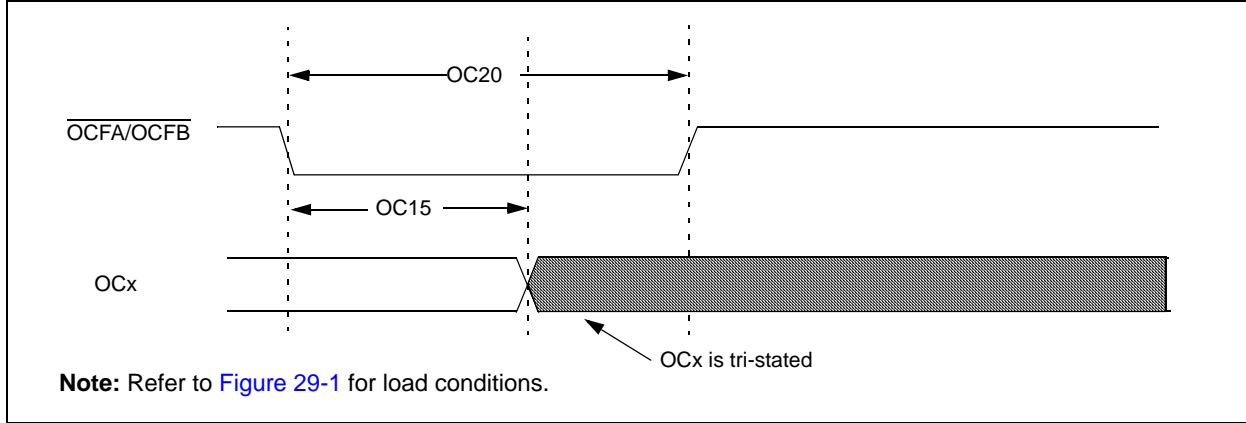 OC20
OCFA/OCFB
OC15
OCx
OCx is tri-stated
Note: Refer to Figure 29-1 for load conditions.